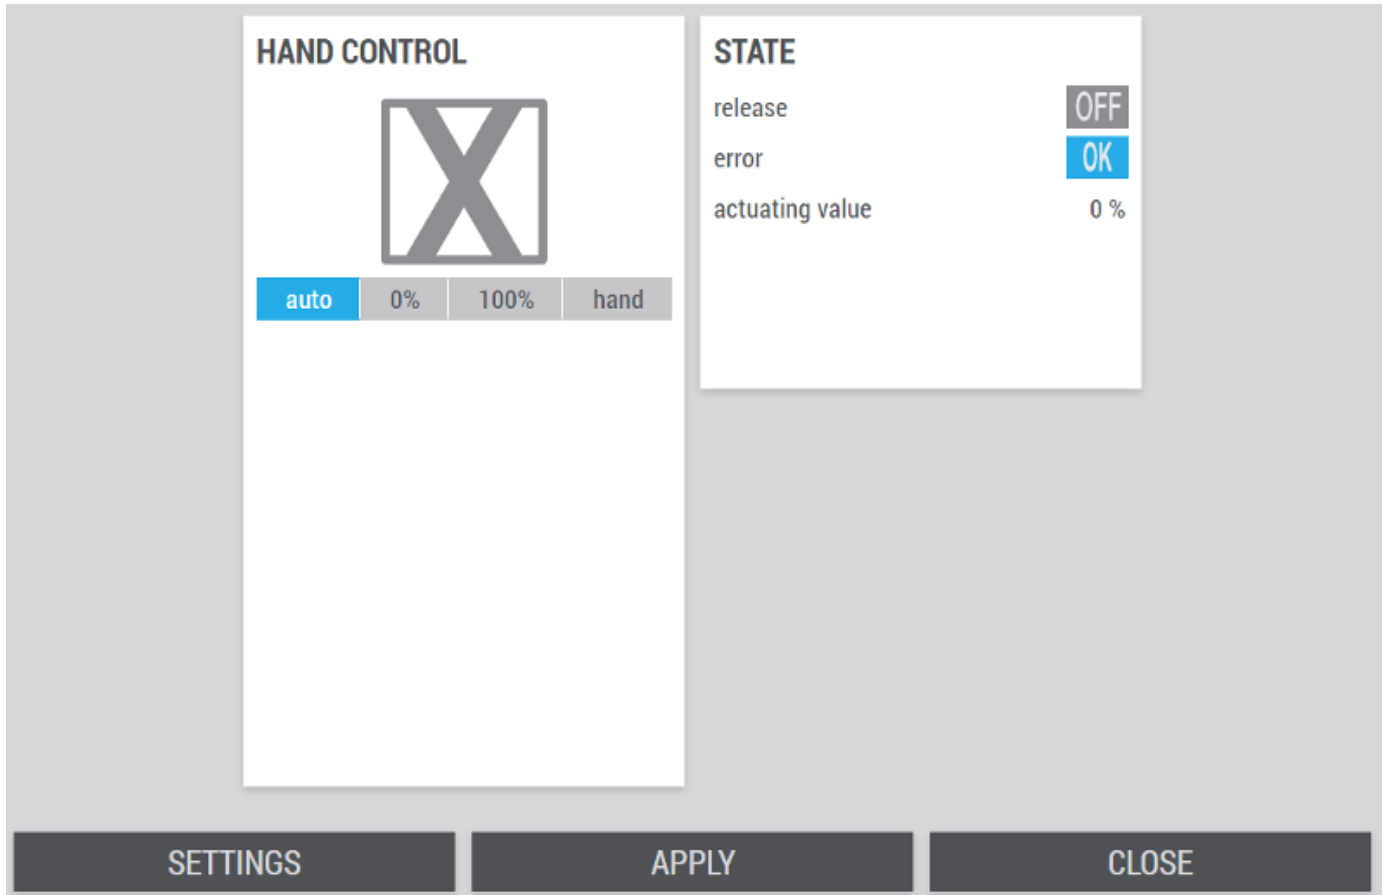 HAND CONTROL
auto 0% 100% hand
STATE
release OFF
error OK
actuating value 0 %
SETTINGS APPLY CLOSE